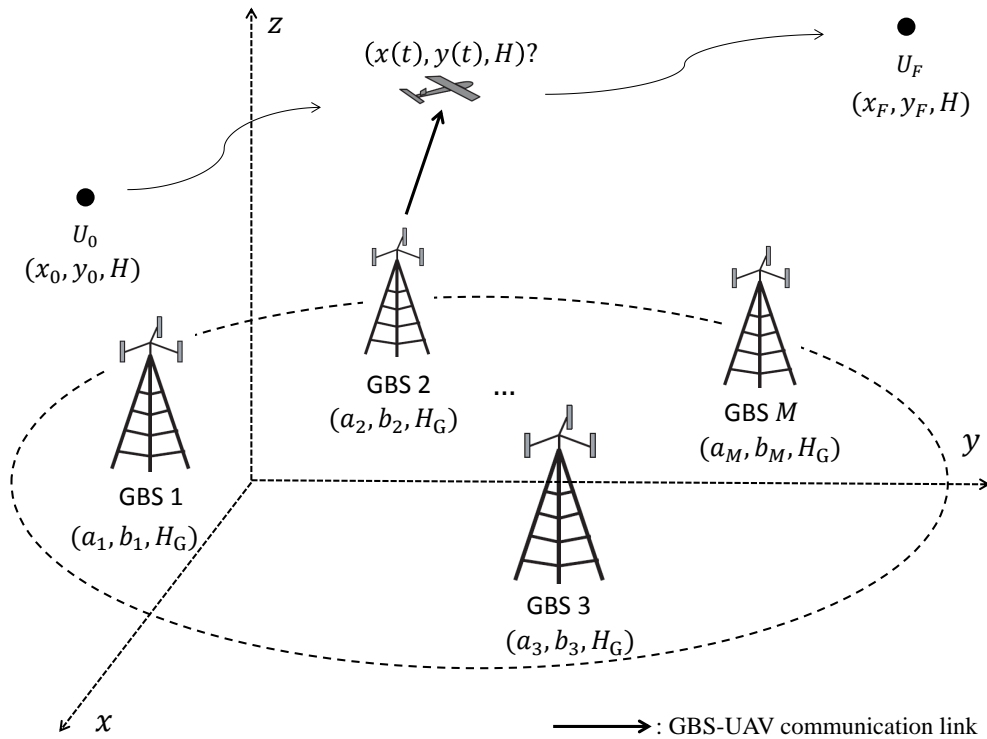 z
(x(t), y(t), H)?
U_F
(x_F, y_F, H)
U_0
(x_0, y_0, H)
GBS 2
(a_2, b_2, H_G)
...
GBS M
(a_M, b_M, H_G)
y
GBS 1
(a_1, b_1, H_G)
GBS 3
(a_3, b_3, H_G)
x
: GBS-UAV communication link